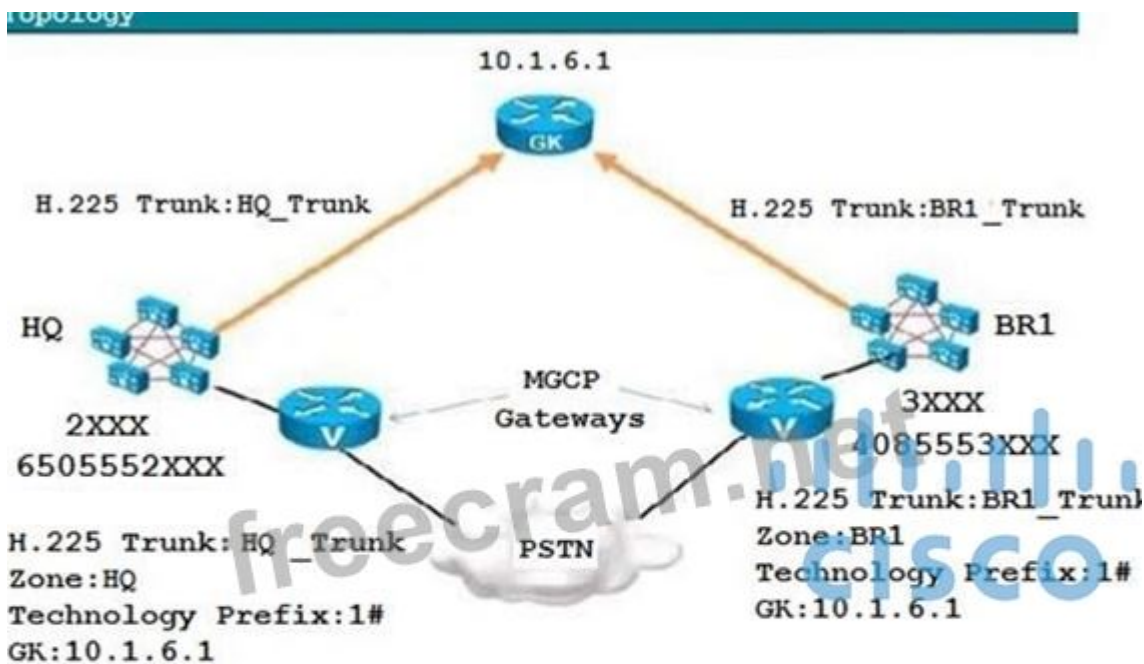 Topology
10.1.6.1
GK
H.225 Trunk:HQ_Trunk
H.225 Trunk:BR1_Trunk
HQ
BR1
MGCP
Gateways
V
V
2XXX
6505552XXX
3XXX
4085553XXX
H.225 Trunk:HQ_Trunk
Zone:HQ
Technology Prefix:1#
GK:10.1.6.1
PSTN
H.225 Trunk:BR1_Trunk
Zone:BR1
Technology Prefix:1#
GK:10.1.6.1
freecram.net
CISCO